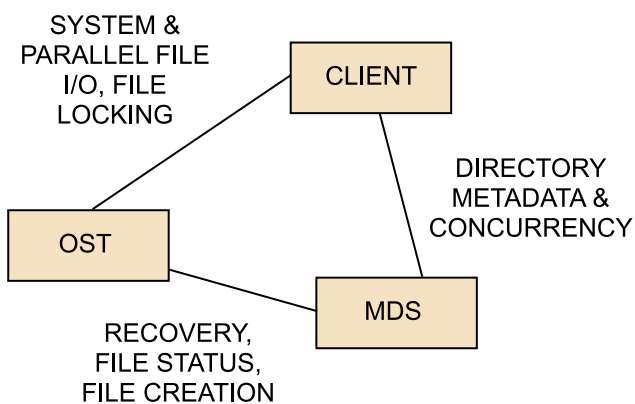 SYSTEM &
PARALLEL FILE
I/O, FILE
LOCKING
CLIENT
DIRECTORY
METADATA &
CONCURRENCY
OST
MDS
RECOVERY,
FILE STATUS,
FILE CREATION